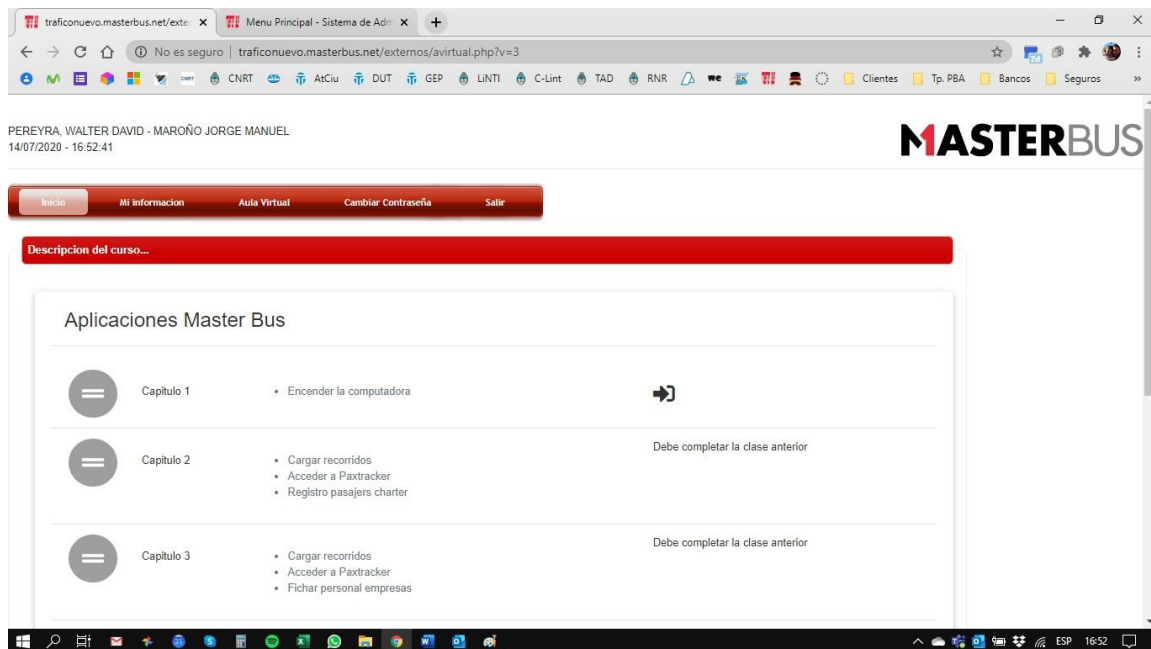 traficonuevo.masterbus.net/exter
Menu Principal - Sistema de Adm
No es seguro | traficonuevo.masterbus.net/externos/avirtual.php?v=3
CNRT AtCiu DUT GEP LiNTI C-Lint TAD RNR we Clientes Tp. PBA Bancos Seguros »
PEREYRA, WALTER DAVID - MAROÑO JORGE MANUEL
14/07/2020 - 16:52:41
MASTERBUS
Inicio Mi informacion Aula Virtual Cambiar Contraseña Salir
Descripcion del curso...
Aplicaciones Master Bus
Capitulo 1
• Encender la computadora
Capitulo 2
• Cargar recorridos
• Acceder a Paxtracker
• Registro pasajers charter
Debe completar la clase anterior
Capitulo 3
• Cargar recorridos
• Acceder a Paxtracker
• Fichar personal empresas
Debe completar la clase anterior
ESP 16:52